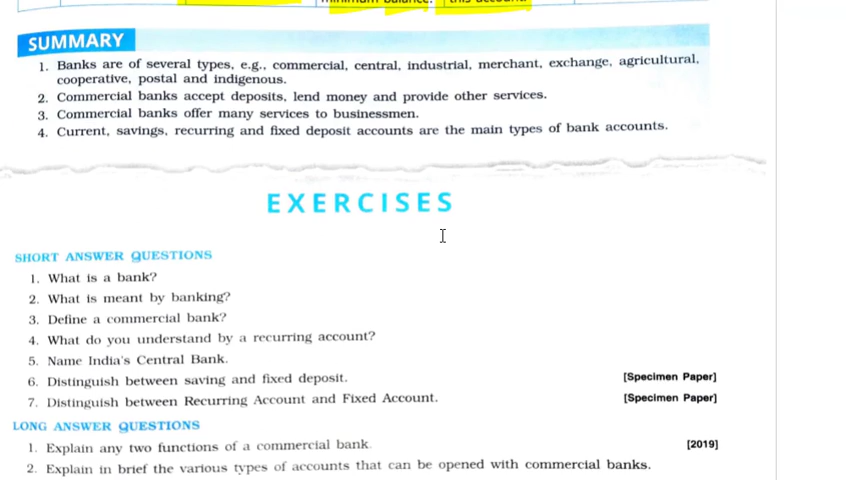 minimum balance.
this account
SUMMARY
1. Banks are of several types, e.g., commercial, central, industrial, merchant, exchange, agricultural,
cooperative, postal and indigenous.
2. Commercial banks accept deposits, lend money and provide other services.
3. Commercial banks offer many services to businessmen.
4. Current, savings, recurring and fixed deposit accounts are the main types of bank accounts.
EXERCISES
SHORT ANSWER QUESTIONS
1. What is a bank?
2. What is meant by banking?
3. Define a commercial bank?
4. What do you understand by a recurring account?
5. Name India's Central Bank.
6. Distinguish between saving and fixed deposit. [Specimen Paper]
7. Distinguish between Recurring Account and Fixed Account. [Specimen Paper]
LONG ANSWER QUESTIONS
1. Explain any two functions of a commercial bank. [2019]
2. Explain in brief the various types of accounts that can be opened with commercial banks.